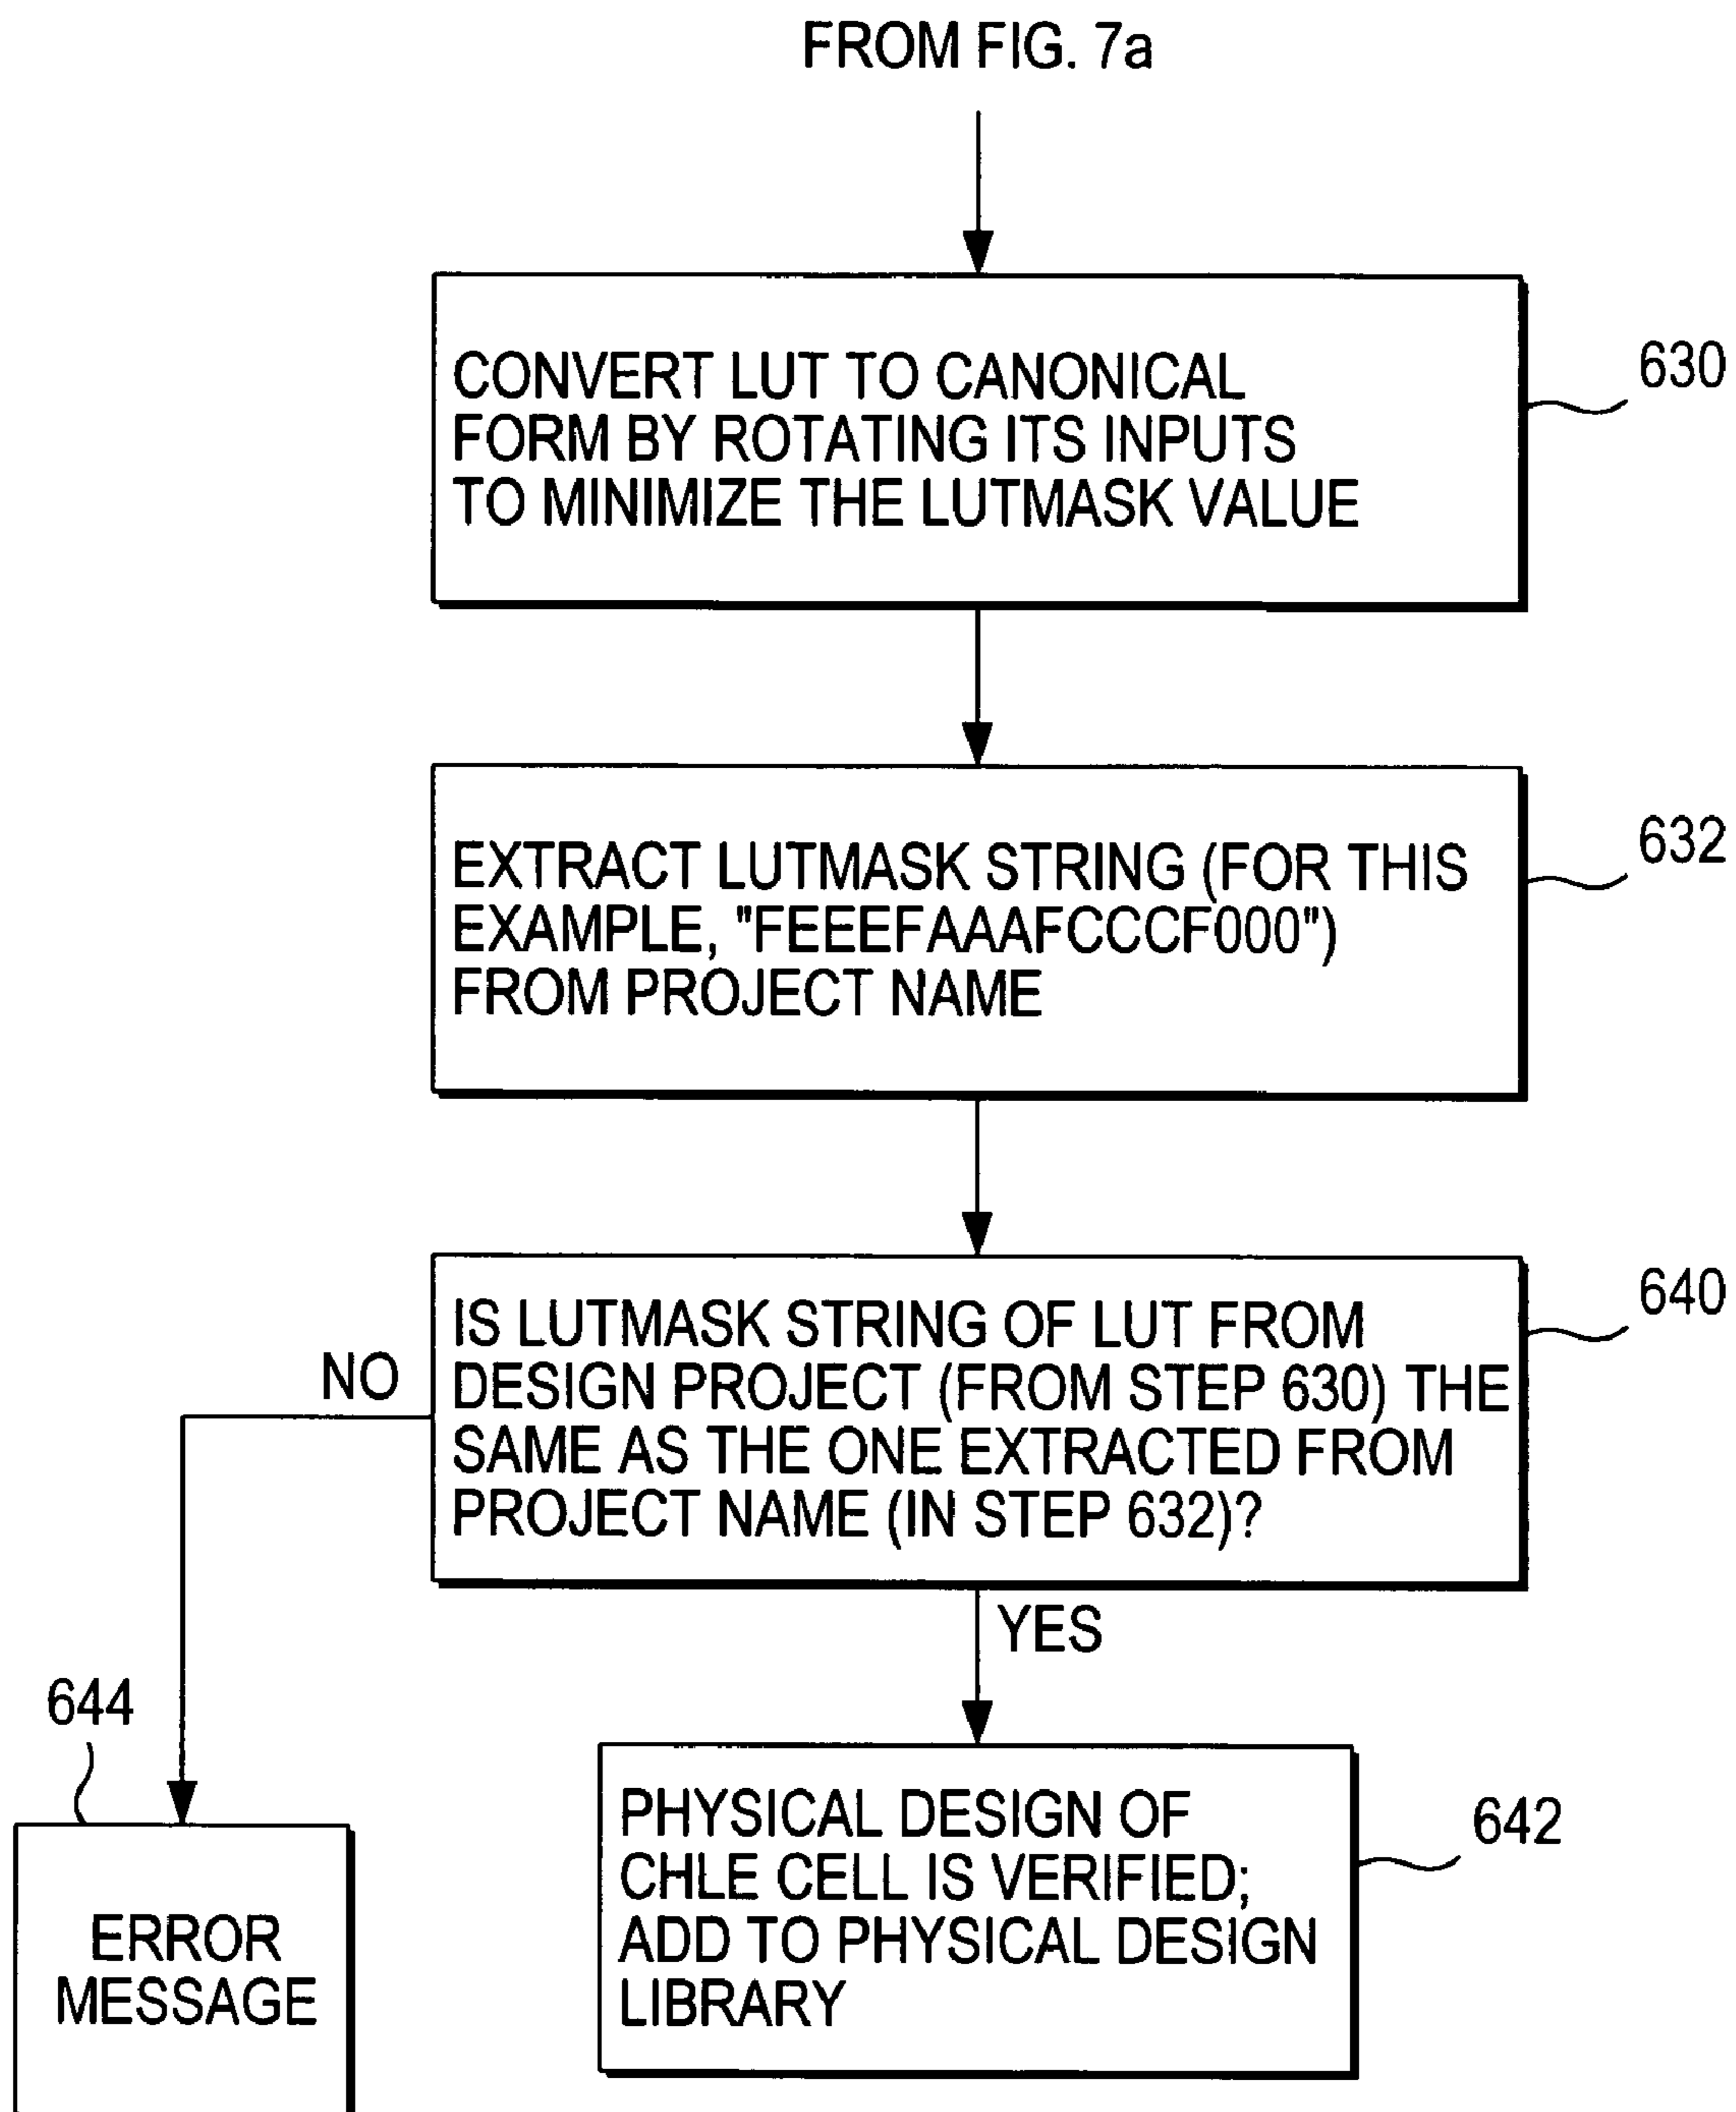 FROM FIG. 7a
CONVERT LUT TO CANONICAL
FORM BY ROTATING ITS INPUTS
TO MINIMIZE THE LUTMASK VALUE
630
EXTRACT LUTMASK STRING (FOR THIS
EXAMPLE, "FEEEFAAAFCCCF000")
FROM PROJECT NAME
632
IS LUTMASK STRING OF LUT FROM
DESIGN PROJECT (FROM STEP 630) THE
SAME AS THE ONE EXTRACTED FROM
PROJECT NAME (IN STEP 632)?
640
NO
YES
644
ERROR
MESSAGE
PHYSICAL DESIGN OF
CHLE CELL IS VERIFIED;
ADD TO PHYSICAL DESIGN
LIBRARY
642